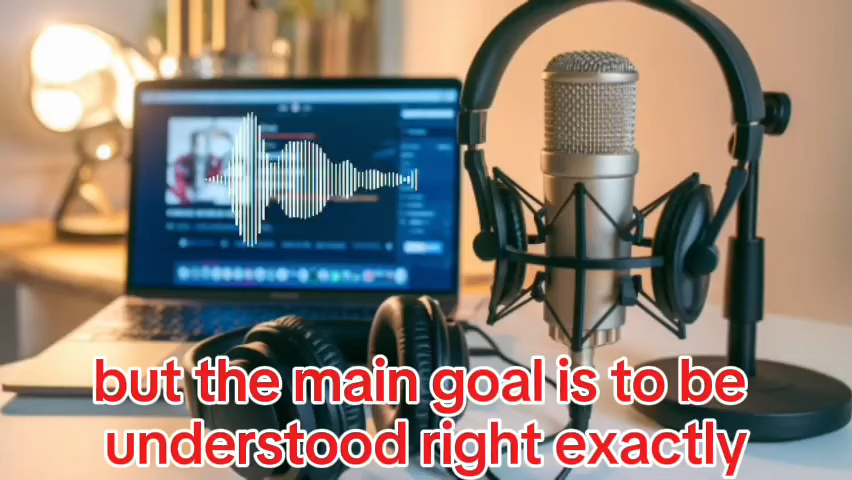 but the main goal is to be
understood right exactly